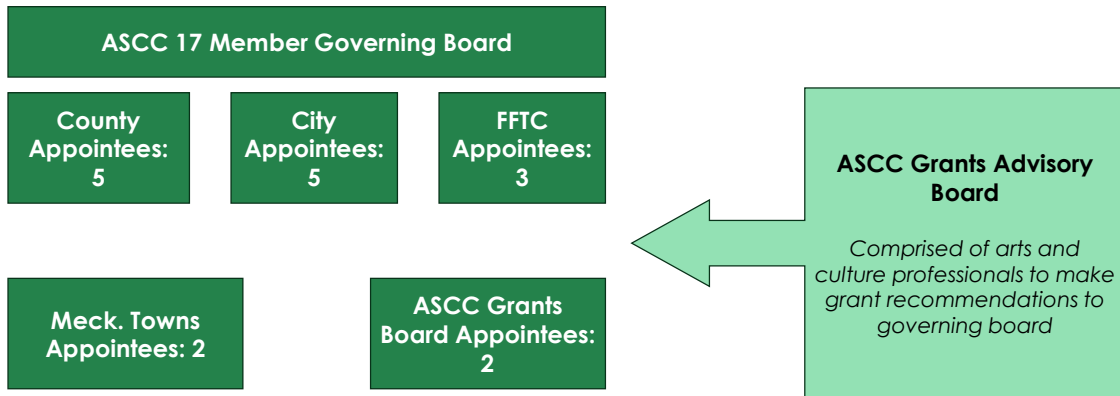 ASCC 17 Member Governing Board
County
Appointees:
5
City
Appointees:
5
FFTC
Appointees:
3
Meck. Towns
Appointees: 2
ASCC Grants
Board Appointees:
2
ASCC Grants Advisory
Board
Comprised of arts and
culture professionals to make
grant recommendations to
governing board